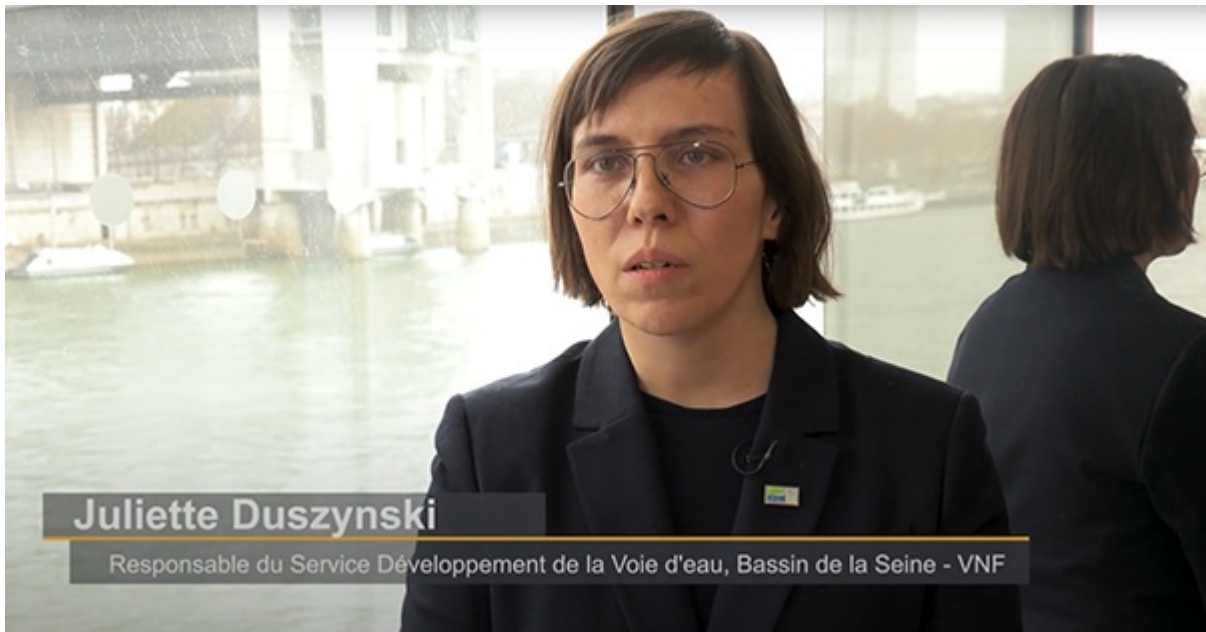 Juliette Duszynski
Responsable du Service Développement de la Voie d'eau, Bassin de la Seine - VNF